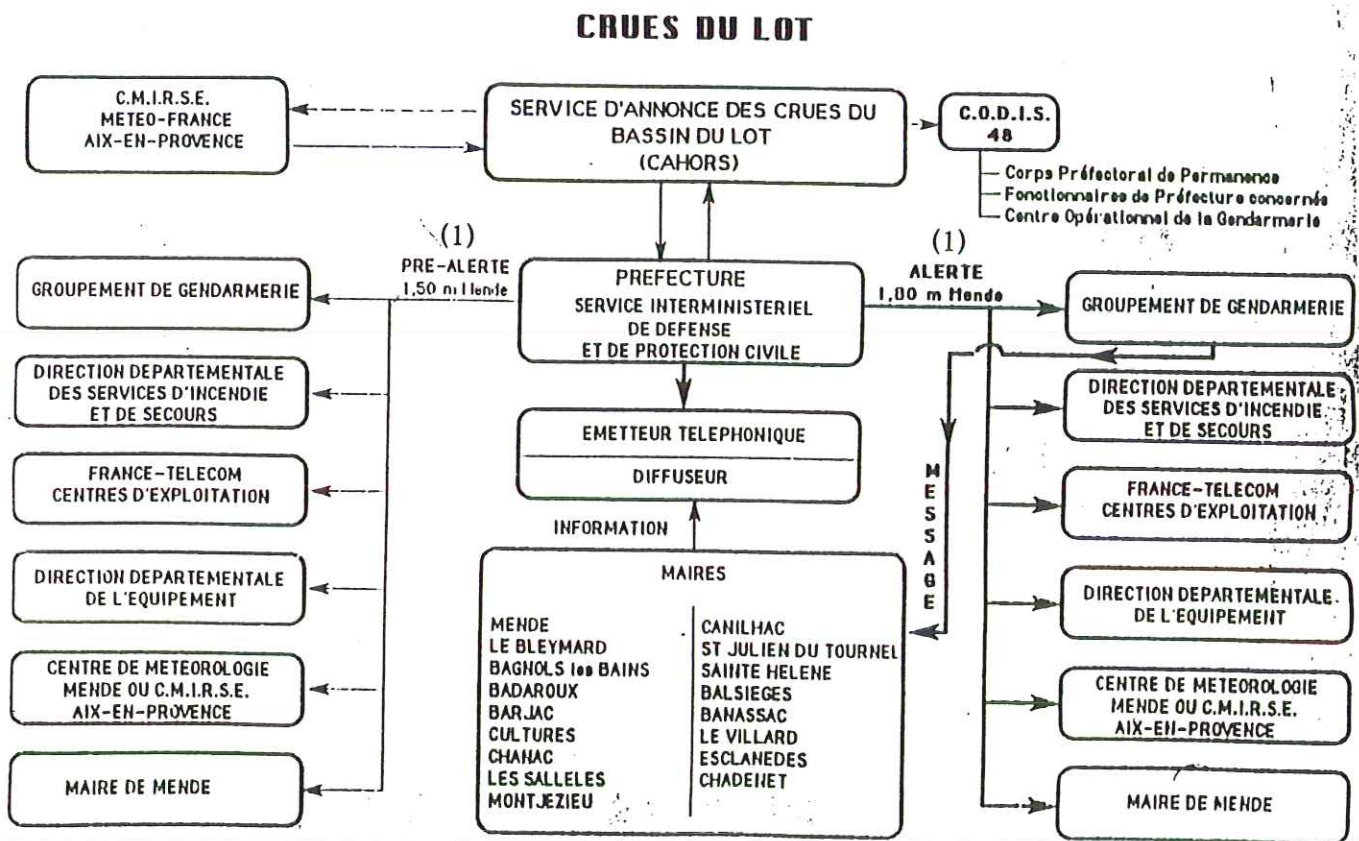 CRUES DU LOT
C.M.I.R.S.E.
METEO-FRANCE
AIX-EN-PROVENCE
SERVICE D'ANNONCE DES CRUES DU
BASSIN DU LOT
(CAHORS)
C.O.D.I.S.
48
Corps Préfectoral de Permanence
Fonctionnaires de Préfecture concernés
Centre Opérationnel de la Gendarmerie
(1)
PRE-ALERTE
1,50 m Mende
(1)
ALERTE
1,80 m Mende
GROUPEMENT DE GENDARMERIE
DIRECTION DEPARTEMENTALE
DES SERVICES D'INCENDIE
ET DE SECOURS
FRANCE-TELECOM
CENTRES D'EXPLOITATION
DIRECTION DEPARTEMENTALE
DE L'EQUIPEMENT
CENTRE DE METEOROLOGIE
MENDE OU C.M.I.R.S.E.
AIX-EN-PROVENCE
MAIRE DE MENDE
PREFECTURE
SERVICE INTERMINISTERIEL
DE DEFENSE
ET DE PROTECTION CIVILE
EMETTEUR TELEPHONIQUE
DIFFUSEUR
INFORMATION
MAIRES
MENDE
LE BLEYMARD
BAGNOLS les BAINS
BADAROUX
BARJAC
CULTURES
CHANAC
LES SALLELES
MONTJEZIEU
CANILHAC
ST JULIEN DU TOURNEL
SAINTE HELENE
BALSIEGES
BANASSAC
LE VILLARD
ESCLANEDES
CHADENET
MESSAGE
GROUPEMENT DE GENDARMERIE
DIRECTION DEPARTEMENTALE
DES SERVICES D'INCENDIE
ET DE SECOURS
FRANCE-TELECOM
CENTRES D'EXPLOITATION
DIRECTION DEPARTEMENTALE
DE L'EQUIPEMENT
CENTRE DE METEOROLOGIE
MENDE OU C.M.I.R.S.E.
AIX-EN-PROVENCE
MAIRE DE MENDE